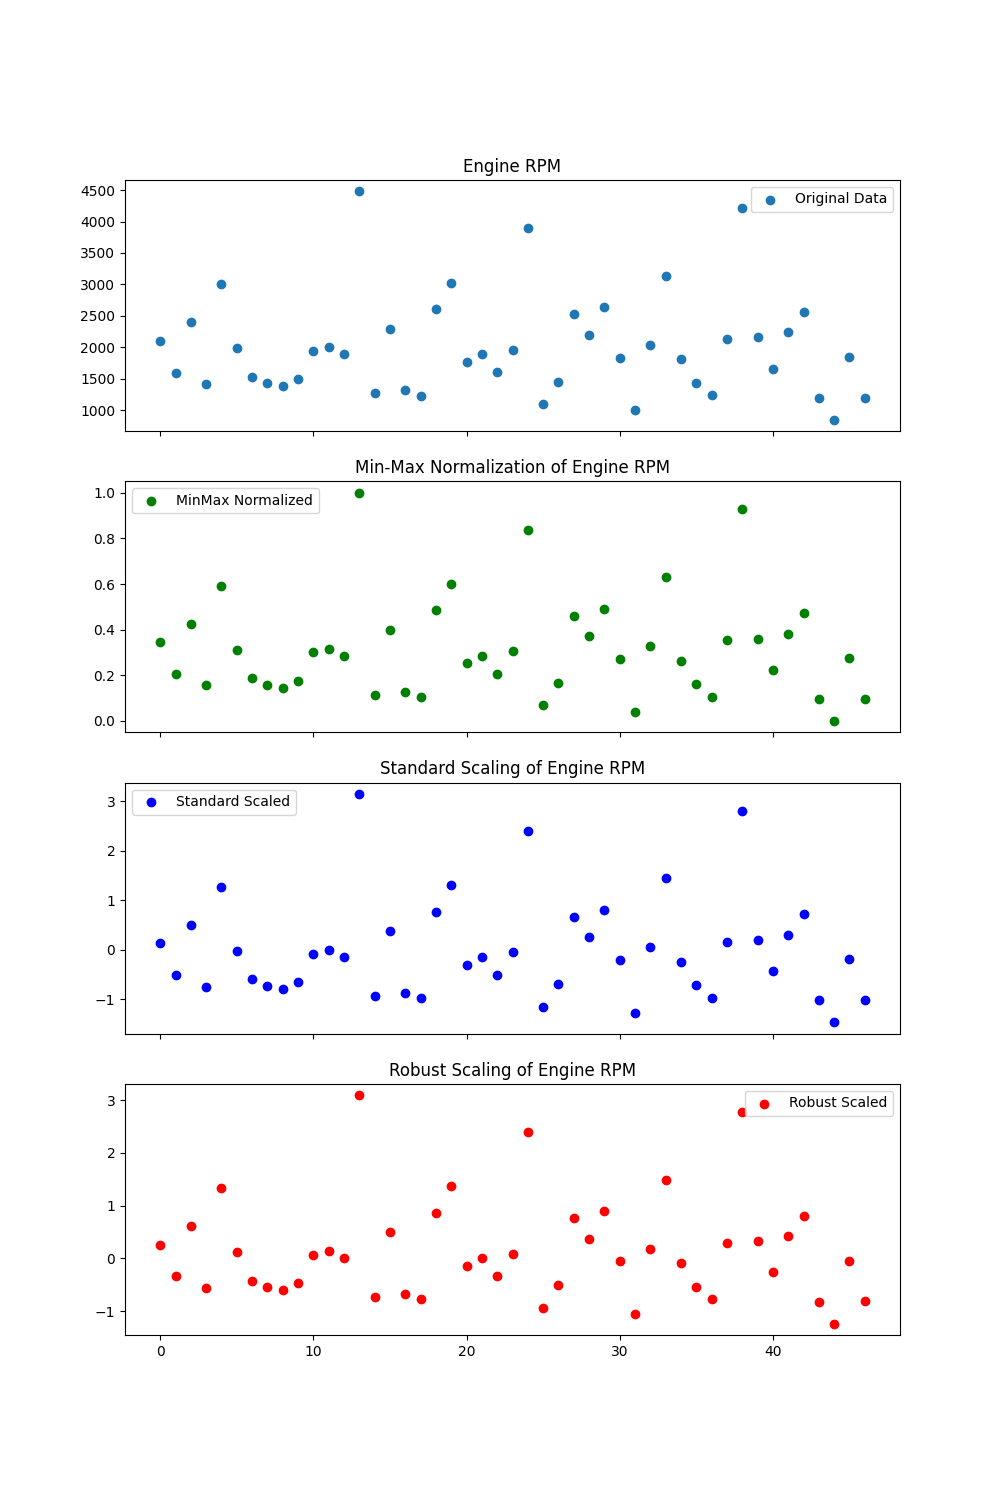 Engine RPM
Original Data
4500
4000
3500
3000
2500
2000
1500
1000
Min-Max Normalization of Engine RPM
MinMax Normalized
1.0
0.8
0.6
0.4
0.2
0.0
Standard Scaling of Engine RPM
Standard Scaled
3
2
1
0
−1
Robust Scaling of Engine RPM
Robust Scaled
3
2
1
0
−1
0 10 20 30 40